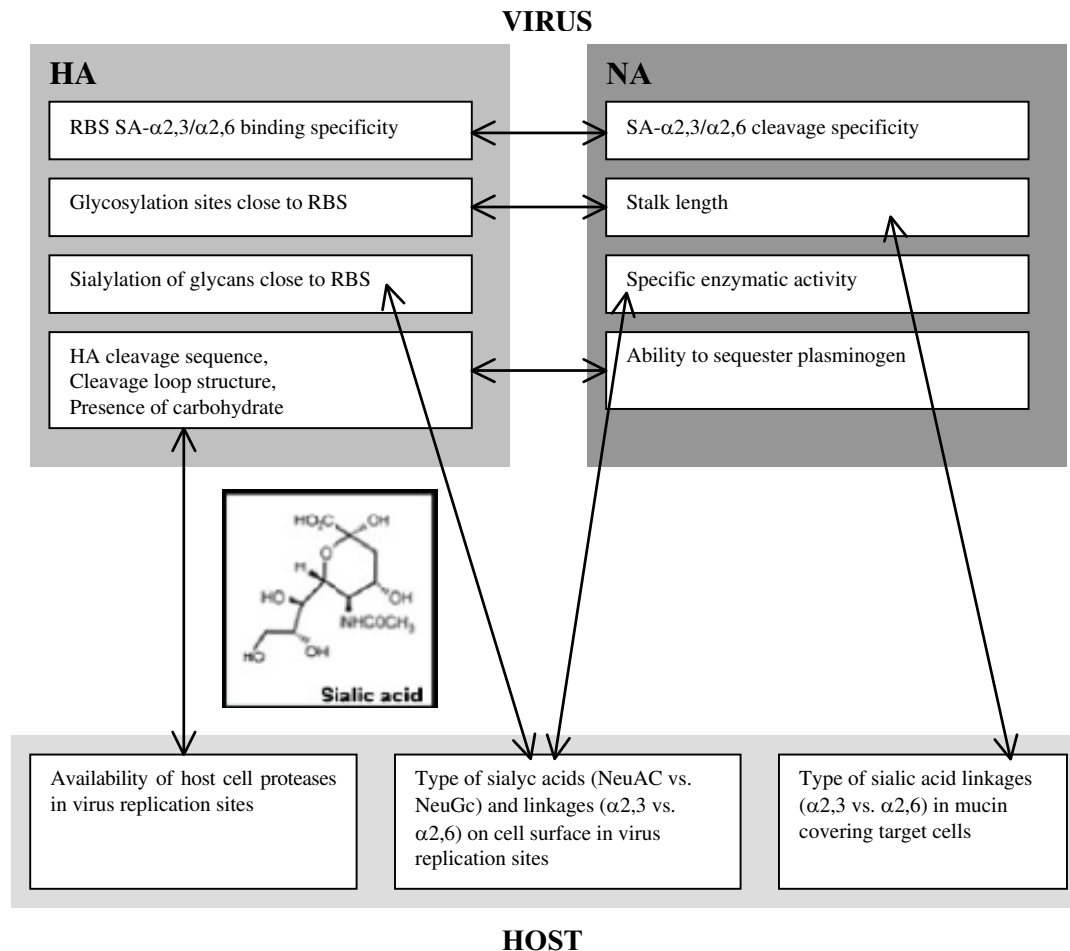 VIRUS
HA
RBS SA-α2,3/α2,6 binding specificity
Glycosylation sites close to RBS
Sialylation of glycans close to RBS
HA cleavage sequence,
Cleavage loop structure,
Presence of carbohydrate
NA
SA-α2,3/α2,6 cleavage specificity
Stalk length
Specific enzymatic activity
Ability to sequester plasminogen
HO₂C
OH
O
H
OH
HO
NHCOCH₃
OH
HO
Sialic acid
Availability of host cell proteases
in virus replication sites
Type of sialyc acids (NeuAC vs.
NeuGc) and linkages (α2,3 vs.
α2,6) on cell surface in virus
replication sites
Type of sialic acid linkages
(α2,3 vs. α2,6) in mucin
covering target cells
HOST